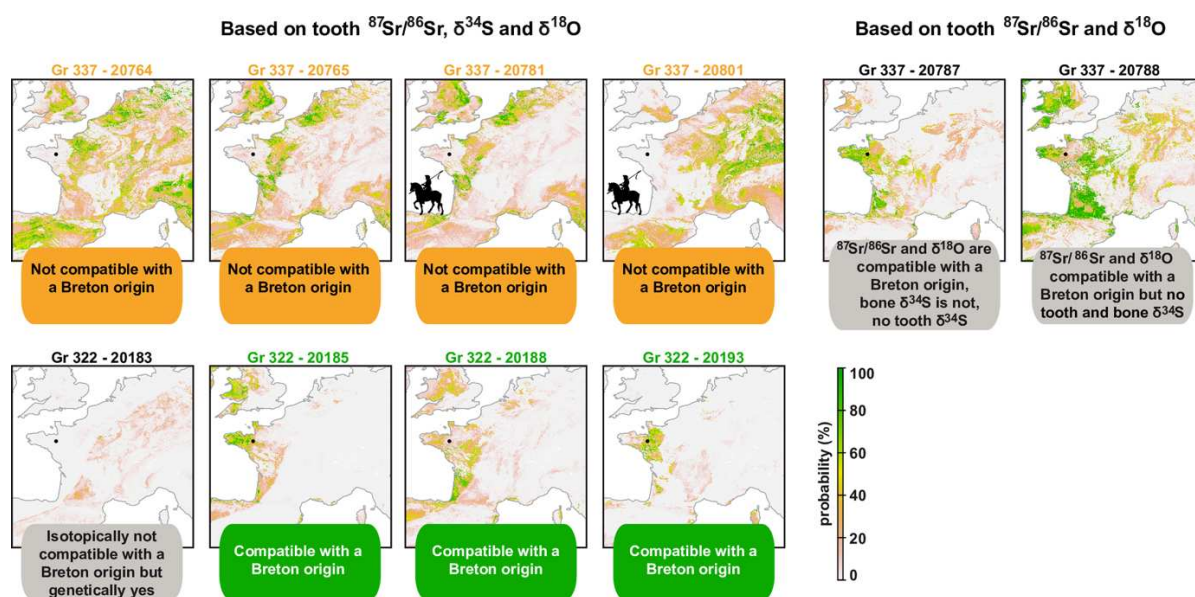 Based on tooth ⁸⁷Sr/⁸⁶Sr, δ³⁴S and δ¹⁸O
Based on tooth ⁸⁷Sr/⁸⁶Sr and δ¹⁸O
Gr 337 - 20764
Gr 337 - 20765
Gr 337 - 20781
Gr 337 - 20801
Gr 337 - 20787
Gr 337 - 20788
Not compatible with
a Breton origin
Not compatible with
a Breton origin
Not compatible with
a Breton origin
Not compatible with
a Breton origin
⁸⁷Sr/⁸⁶Sr and δ¹⁸O are
compatible with a
Breton origin,
bone δ³⁴S is not,
no tooth δ³⁴S
⁸⁷Sr/⁸⁶Sr and δ¹⁸O
compatible with a
Breton origin but no
tooth and bone δ³⁴S
Gr 322 - 20183
Gr 322 - 20185
Gr 322 - 20188
Gr 322 - 20193
Isotopically not
compatible with a
Breton origin but
genetically yes
Compatible with a
Breton origin
Compatible with a
Breton origin
Compatible with a
Breton origin
probability (%)
100
80
60
40
20
0